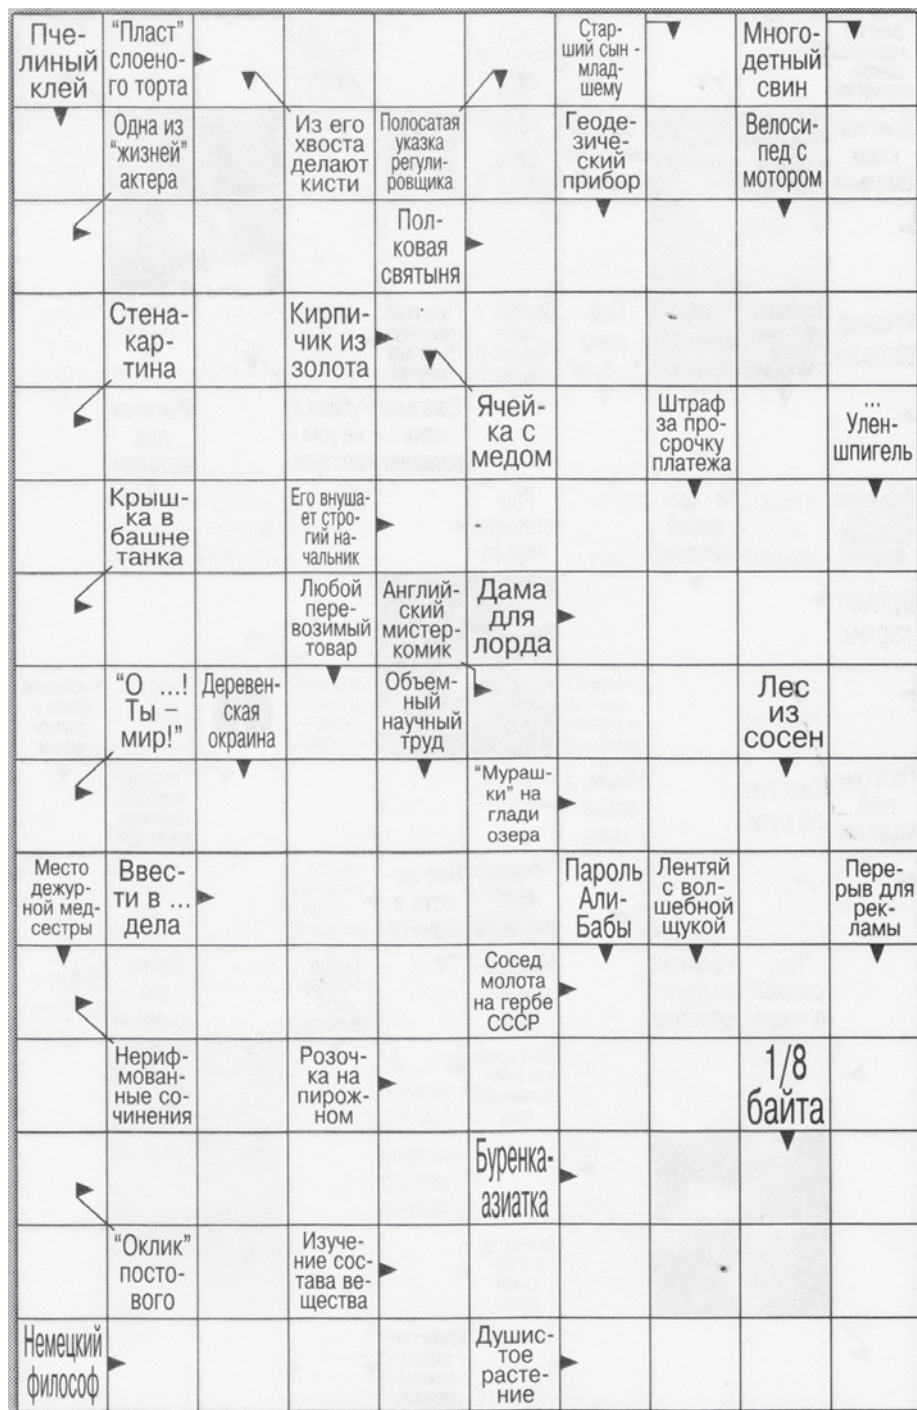 Пче-
линый
клей
"Пласт"
слоено-
го торта
Стар-
ший сын -
млад-
шему
Много-
детный
свин
Одна из
"жизней"
актера
Из его
хвоста
делают
кисти
Полосатая
указка
регули-
ровщика
Геоде-
зиче-
ский
прибор
Велоси-
пед с
мотором
Пол-
ковая
святыня
Стена-
кар-
тина
Кирпи-
чик из
золота
Ячей-
ка с
медом
Штраф
за про-
срочку
платежа
...
Улен-
шпигель
Крыш-
ка в
башне
танка
Его внуша-
ет стро-
гий на-
чальник
Любой
пере-
возимый
товар
Англий-
ский
мистер-
комик
Дама
для
лорда
"О ...!
Ты –
мир!"
Деревен-
ская
окраина
Объем-
ный
научный
труд
Лес
из
сосен
"Мураш-
ки" на
глади
озера
Место
дежур-
ной мед-
сестры
Ввес-
ти в ...
дела
Пароль
Али-
Бабы
Лентяй
с вол-
шебной
щукой
Пере-
рыв для
рек-
ламы
Сосед
молота
на гербе
СССР
Нериф-
мован-
ные со-
чинения
Розоч-
ка на
пирож-
ном
1/8
байта
Буренка-
азиатка
"Оклик"
посто-
вого
Изуче-
ние сос-
тава ве-
щества
Немецкий
философ
Душис-
тое
расте-
ние